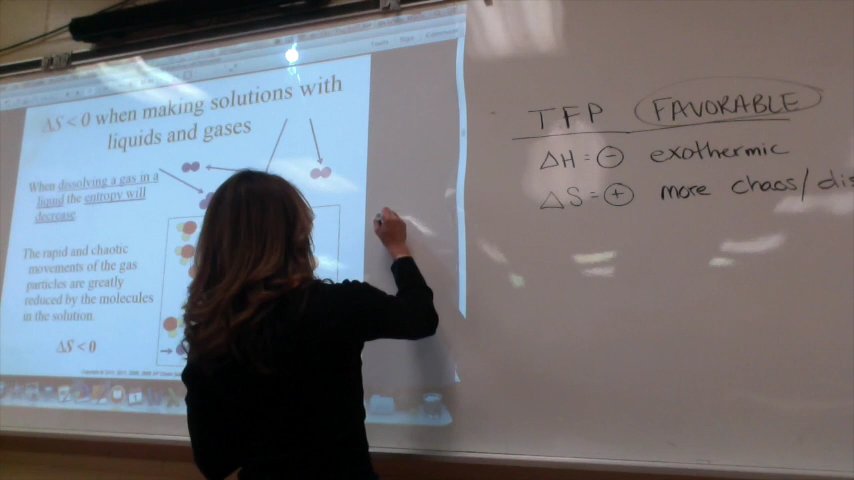 ΔS < 0 when making solutions with
liquids and gases
When dissolving a gas in a
liquid the entropy will
decrease.
The rapid and chaotic
movements of the gas
particles are greatly
reduced by the molecules
in the solution.
ΔS < 0
TFP FAVORABLE
ΔH = ⊖ exothermic
ΔS = ⊕ more chaos/dis